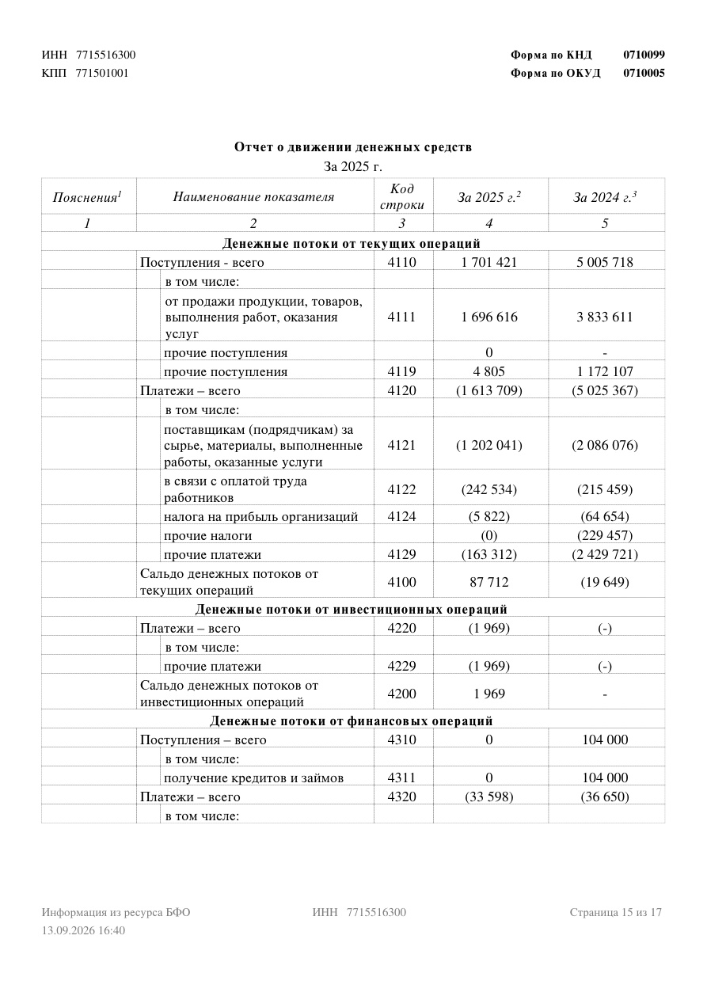 ИНН 7715516300 Форма по КНД 0710099
КПП 771501001 Форма по ОКУД 0710005
Отчет о движении денежных средств
За 2025 г.
Пояснения1 Наименование показателя Код строки За 2025 г.2 За 2024 г.3
1 2 3 4 5
Денежные потоки от текущих операций
Поступления - всего 4110 1 701 421 5 005 718
в том числе:
от продажи продукции, товаров,
выполнения работ, оказания 4111 1 696 616 3 833 611
услуг
прочие поступления 0 -
прочие поступления 4119 4 805 1 172 107
Платежи – всего 4120 (1 613 709) (5 025 367)
в том числе:
поставщикам (подрядчикам) за
сырье, материалы, выполненные 4121 (1 202 041) (2 086 076)
работы, оказанные услуги
в связи с оплатой труда
работников 4122 (242 534) (215 459)
налога на прибыль организаций 4124 (5 822) (64 654)
прочие налоги (0) (229 457)
прочие платежи 4129 (163 312) (2 429 721)
Сальдо денежных потоков от
текущих операций 4100 87 712 (19 649)
Денежные потоки от инвестиционных операций
Платежи – всего 4220 (1 969) (-)
в том числе:
прочие платежи 4229 (1 969) (-)
Сальдо денежных потоков от
инвестиционных операций 4200 1 969 -
Денежные потоки от финансовых операций
Поступления – всего 4310 0 104 000
в том числе:
получение кредитов и займов 4311 0 104 000
Платежи – всего 4320 (33 598) (36 650)
в том числе:
Информация из ресурса БФО ИНН 7715516300 Страница 15 из 17
13.09.2026 16:40